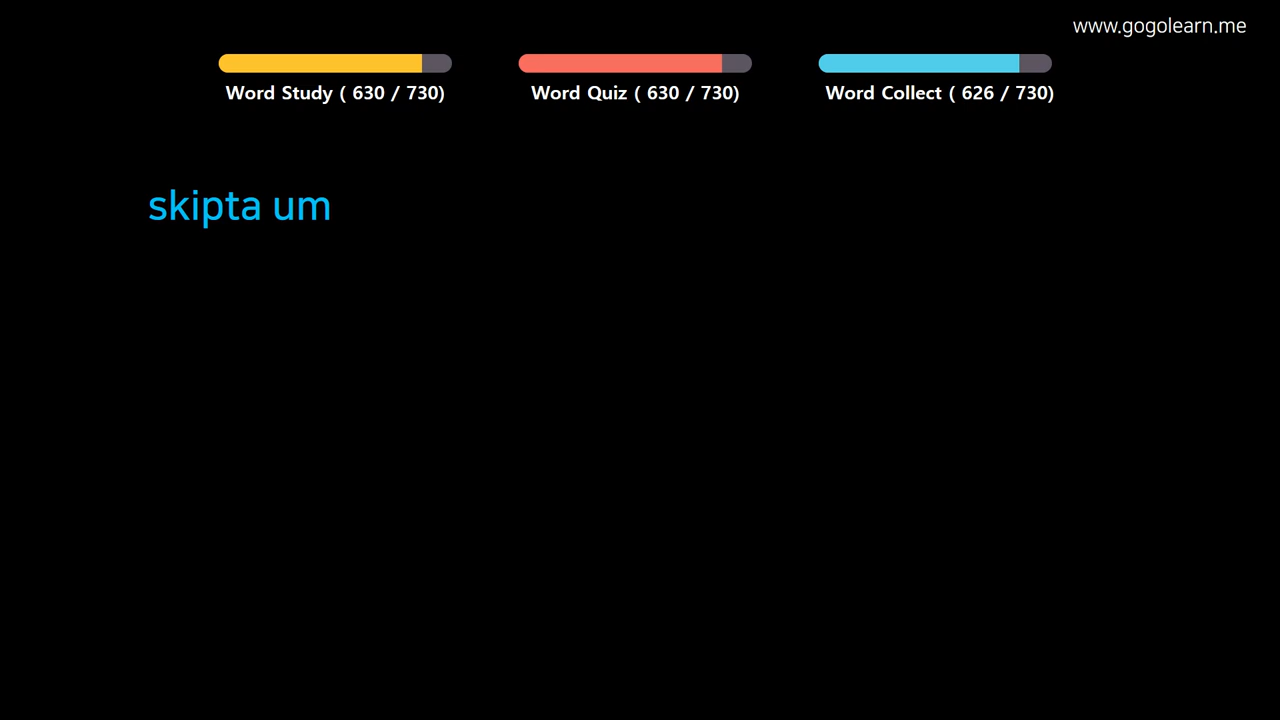 www.gogolearn.me
Word Study ( 630 / 730)
Word Quiz ( 630 / 730)
Word Collect ( 626 / 730)
skipta um